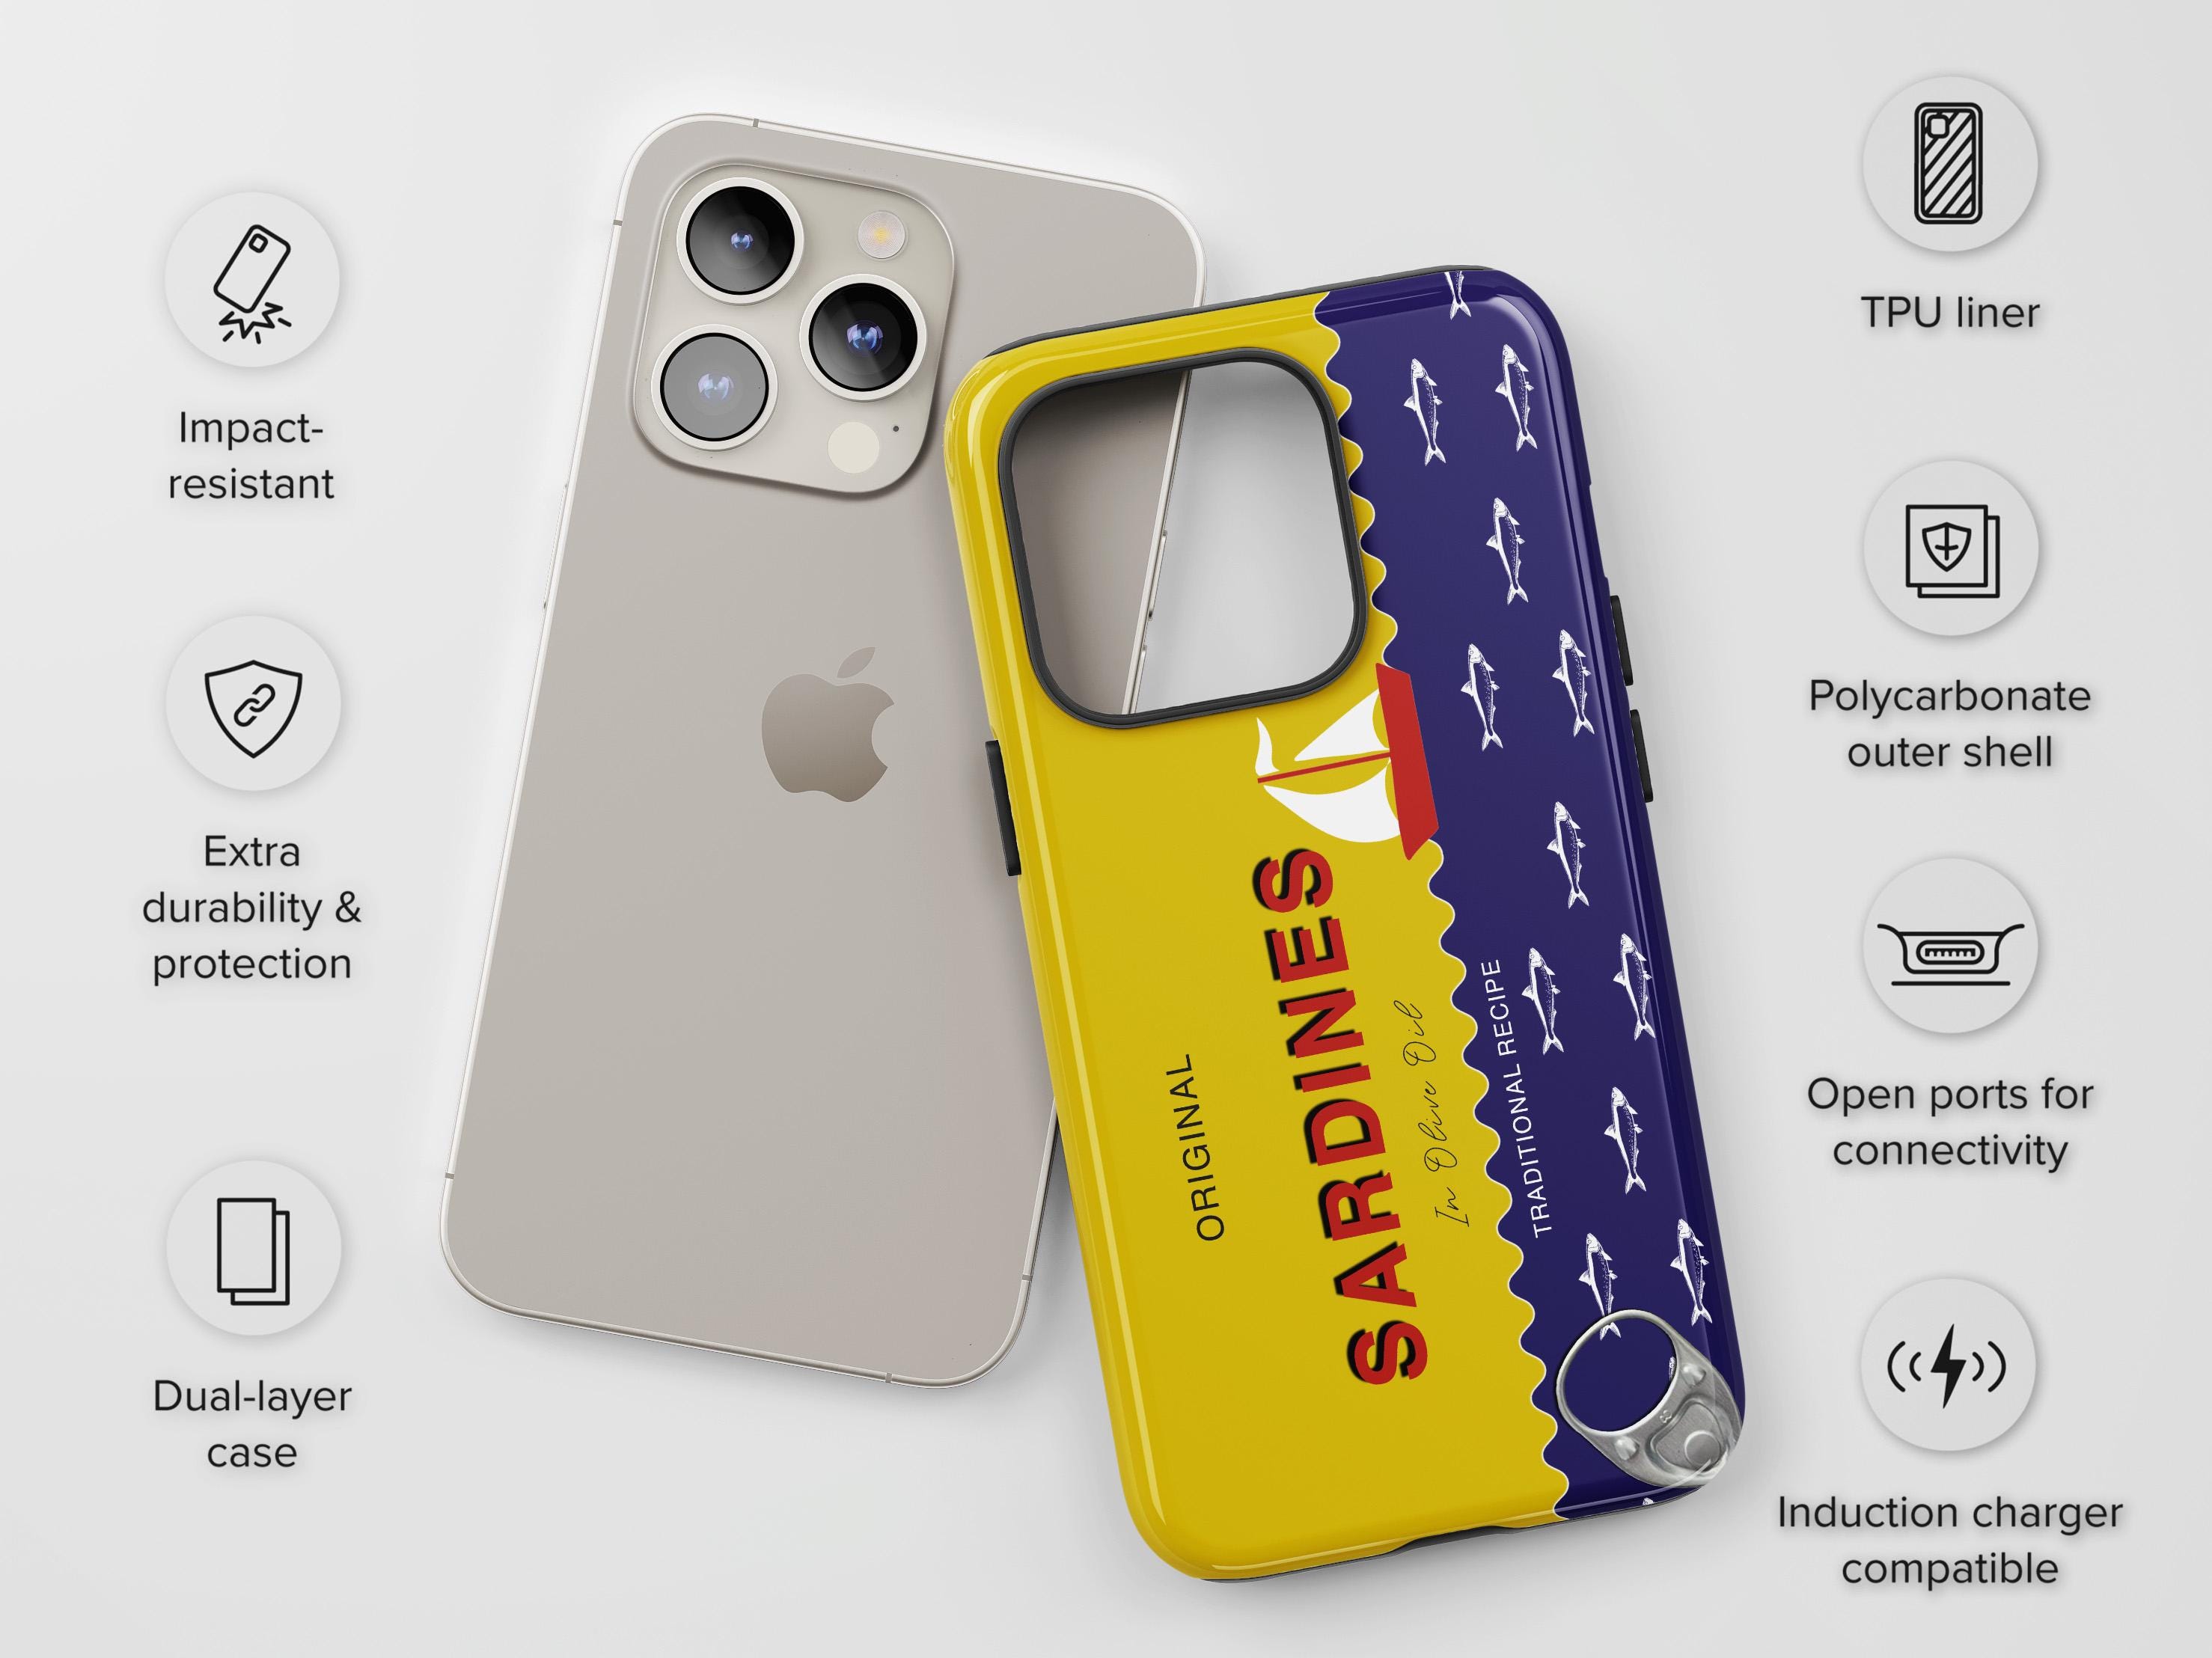 Impact-
resistant
Extra
durability &
protection
Dual-layer
case
ORIGINAL
SARDINES
In Olive Oil
TRADITIONAL RECIPE
TPU liner
Polycarbonate
outer shell
Open ports for
connectivity
Induction charger
compatible